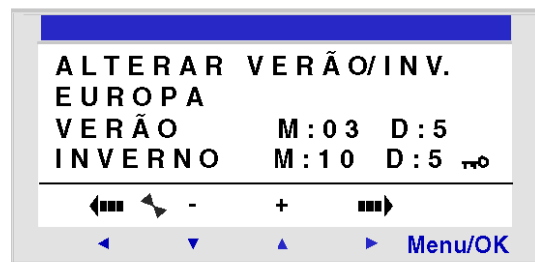 ALTERAR VERÃO/INV.
EUROPA
VERÃO M:03 D:5
INVERNO M:10 D:5
- +
Menu/OK